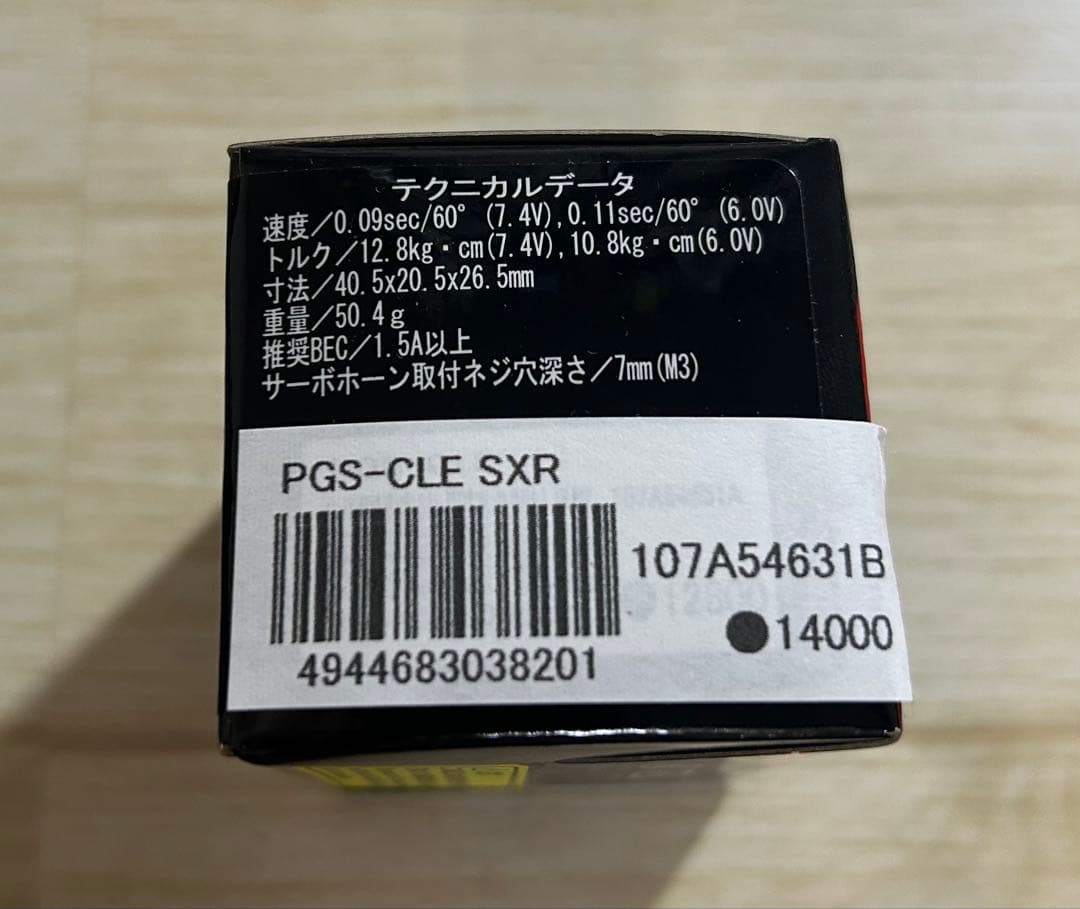 テクニカルデータ
速度／0.09sec/60° (7.4V), 0.11sec/60° (6.0V)
トルク／12.8kg・cm(7.4V), 10.8kg・cm(6.0V)
寸法／40.5x20.5x26.5mm
重量／50.4g
推奨BEC／1.5A以上
サーボホーン取付ネジ穴深さ／7mm(M3)
PGS-CLE SXR
107A54631B
●14000
4944683038201